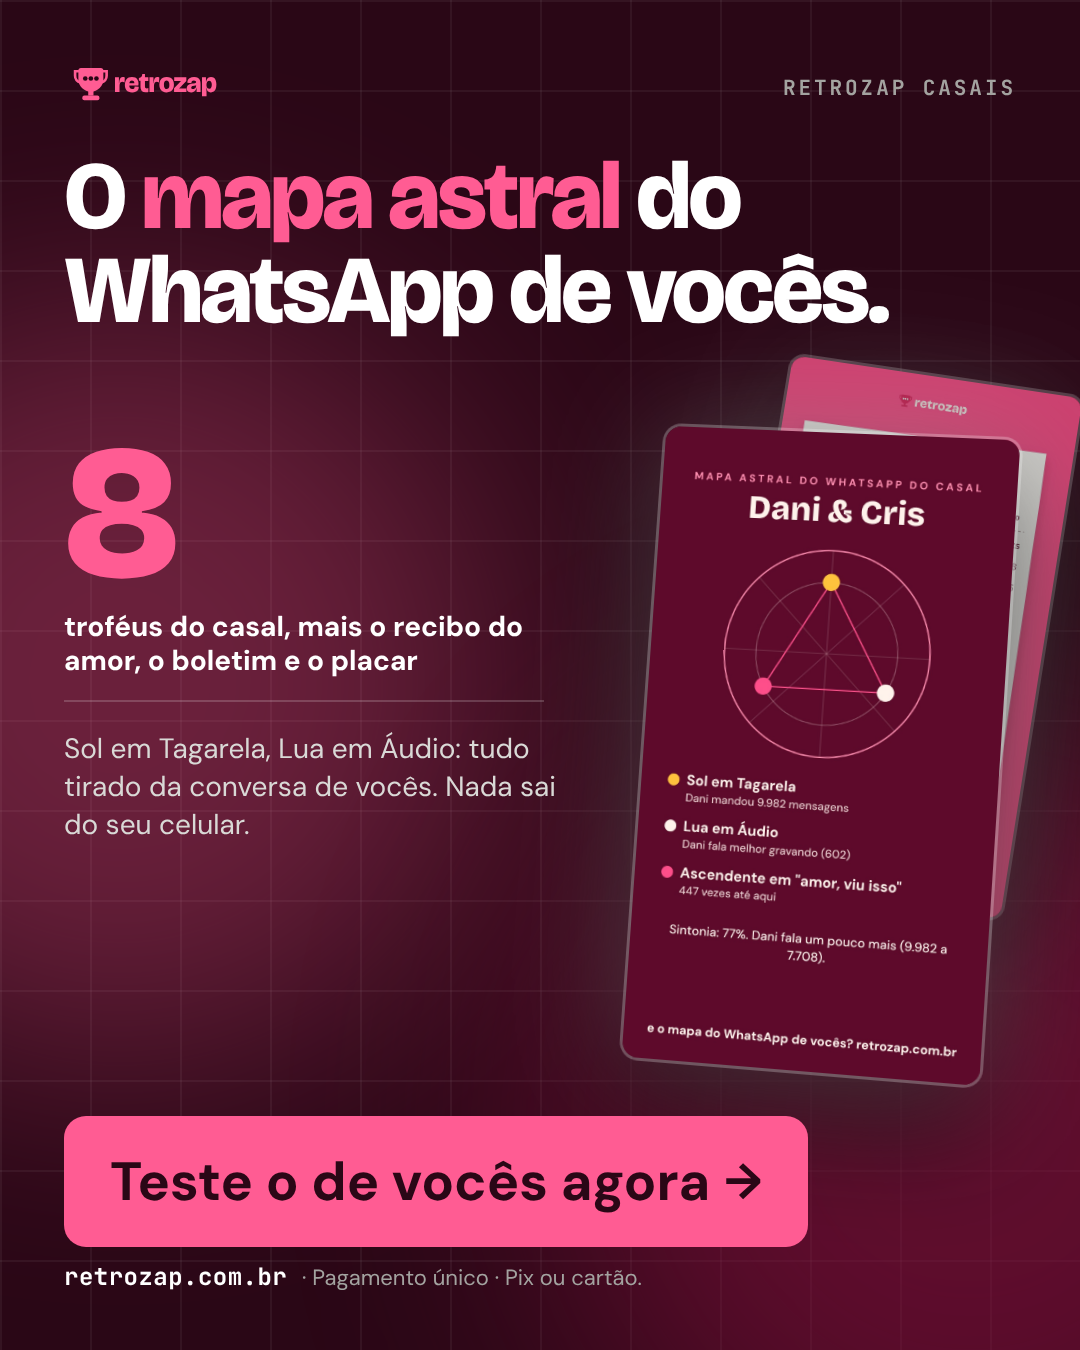 retrozap
RETROZAP CASAIS
O mapa astral do
WhatsApp de vocês.
8
troféus do casal, mais o recibo do
amor, o boletim e o placar
Sol em Tagarela, Lua em Áudio: tudo
tirado da conversa de vocês. Nada sai
do seu celular.
retrozap
MAPA ASTRAL DO WHATSAPP DO CASAL
Dani & Cris
Sol em Tagarela
Dani mandou 9.982 mensagens
Lua em Áudio
Dani fala melhor gravando (602)
Ascendente em "amor, viu isso"
447 vezes até aqui
Sintonia: 77%. Dani fala um pouco mais (9.982 a
7.708).
e o mapa do WhatsApp de vocês? retrozap.com.br
Teste o de vocês agora →
retrozap.com.br · Pagamento único · Pix ou cartão.